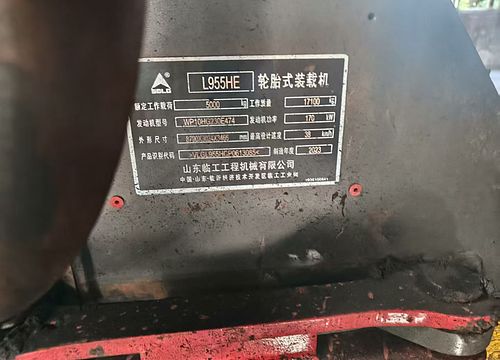 SDLG L955HE 轮胎式装载机
额定工作载荷 5000 kg 工作质量 17100 kg
发动机型号 WP10HG230E474 发动机功率 170 kW
外形尺寸 最高设计速度 38 km/h
产品识别代码 制造年度 2023
山东临工工程机械有限公司
中国·山东·临沂经济技术开发区临工工业园